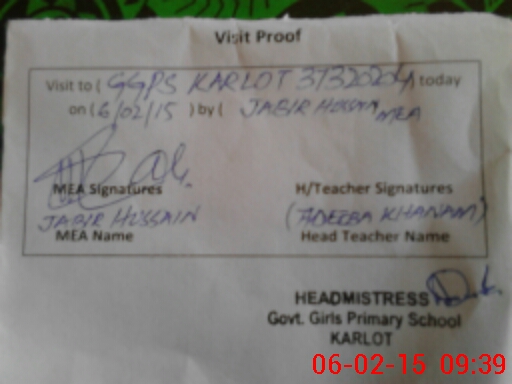 Visit Proof
Visit to ( GGPS KARLOT 37320204 ) today
on ( 6/02/15 ) by ( JABIR HUSSAIN MEA
MEA Signatures H/Teacher Signatures
JABIR HUSSAIN (ADEEBA KHANAM)
MEA Name Head Teacher Name
HEADMISTRESS
Govt. Girls Primary School
KARLOT
06-02-15 09:39